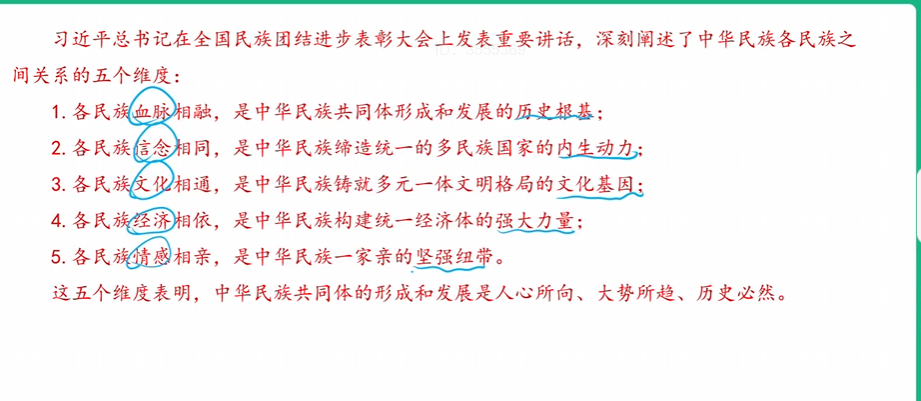 习近平总书记在全国民族团结进步表彰大会上发表重要讲话，深刻阐述了中华民族各民族之
间关系的五个维度：
1.各民族血脉相融，是中华民族共同体形成和发展的历史根基；
2.各民族信念相同，是中华民族缔造统一的多民族国家的内生动力；
3.各民族文化相通，是中华民族铸就多元一体文明格局的文化基因；
4.各民族经济相依，是中华民族构建统一经济体的强大力量；
5.各民族情感相亲，是中华民族一家亲的坚强纽带。
这五个维度表明，中华民族共同体的形成和发展是人心所向、大势所趋、历史必然。